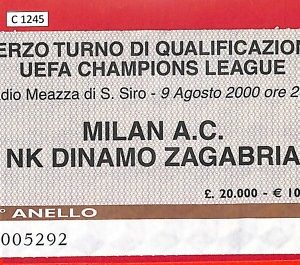 C 1245
ERZO TURNO DI QUALIFICAZION
UEFA CHAMPIONS LEAGUE
dio Meazza di S. Siro - 9 Agosto 2000 ore 2
MILAN A.C.
NK DINAMO ZAGABRIA
£. 20.000 - € 10
° ANELLO
005292